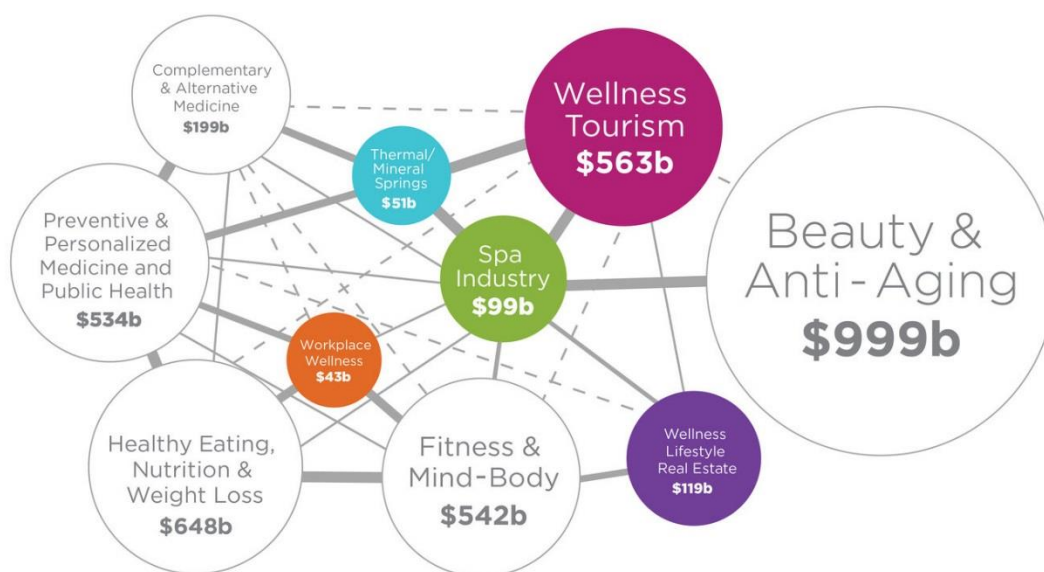 Complementary
& Alternative
Medicine
$199b
Wellness
Tourism
$563b
Thermal/
Mineral
Springs
$51b
Preventive &
Personalized
Medicine and
Public Health
$534b
Spa
Industry
$99b
Beauty &
Anti-Aging
$999b
Workplace
Wellness
$43b
Healthy Eating,
Nutrition &
Weight Loss
$648b
Fitness &
Mind-Body
$542b
Wellness
Lifestyle
Real Estate
$119b